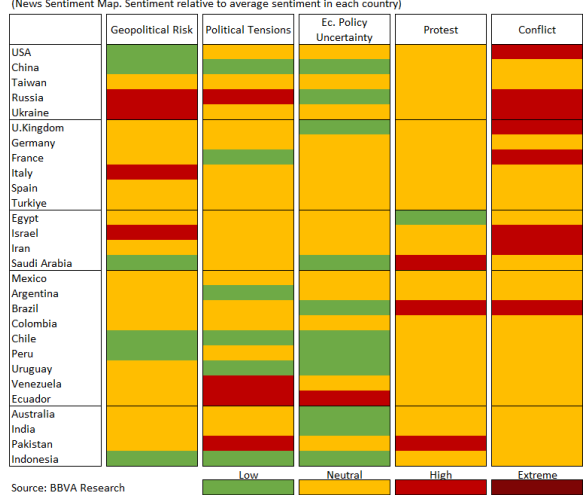 (News Sentiment Map. Sentiment relative to average sentiment in each country)
Geopolitical Risk Political Tensions Ec. Policy Uncertainty Protest Conflict
USA
China
Taiwan
Russia
Ukraine
U.Kingdom
Germany
France
Italy
Spain
Turkiye
Egypt
Israel
Iran
Saudi Arabia
Mexico
Argentina
Brazil
Colombia
Chile
Peru
Uruguay
Venezuela
Ecuador
Australia
India
Pakistan
Indonesia
Low Neutral High Extreme
Source: BBVA Research